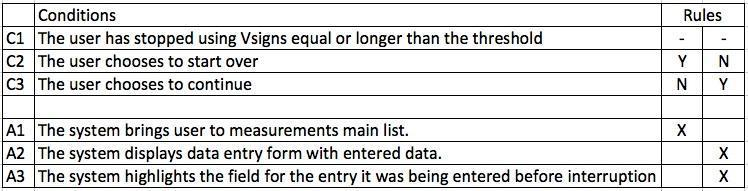 Conditions Rules
C1 The user has stopped using Vsigns equal or longer than the threshold - -
C2 The user chooses to start over Y N
C3 The user chooses to continue N Y
A1 The system brings user to measurements main list. X
A2 The system displays data entry form with entered data. X
A3 The system highlights the field for the entry it was being entered before interruption X